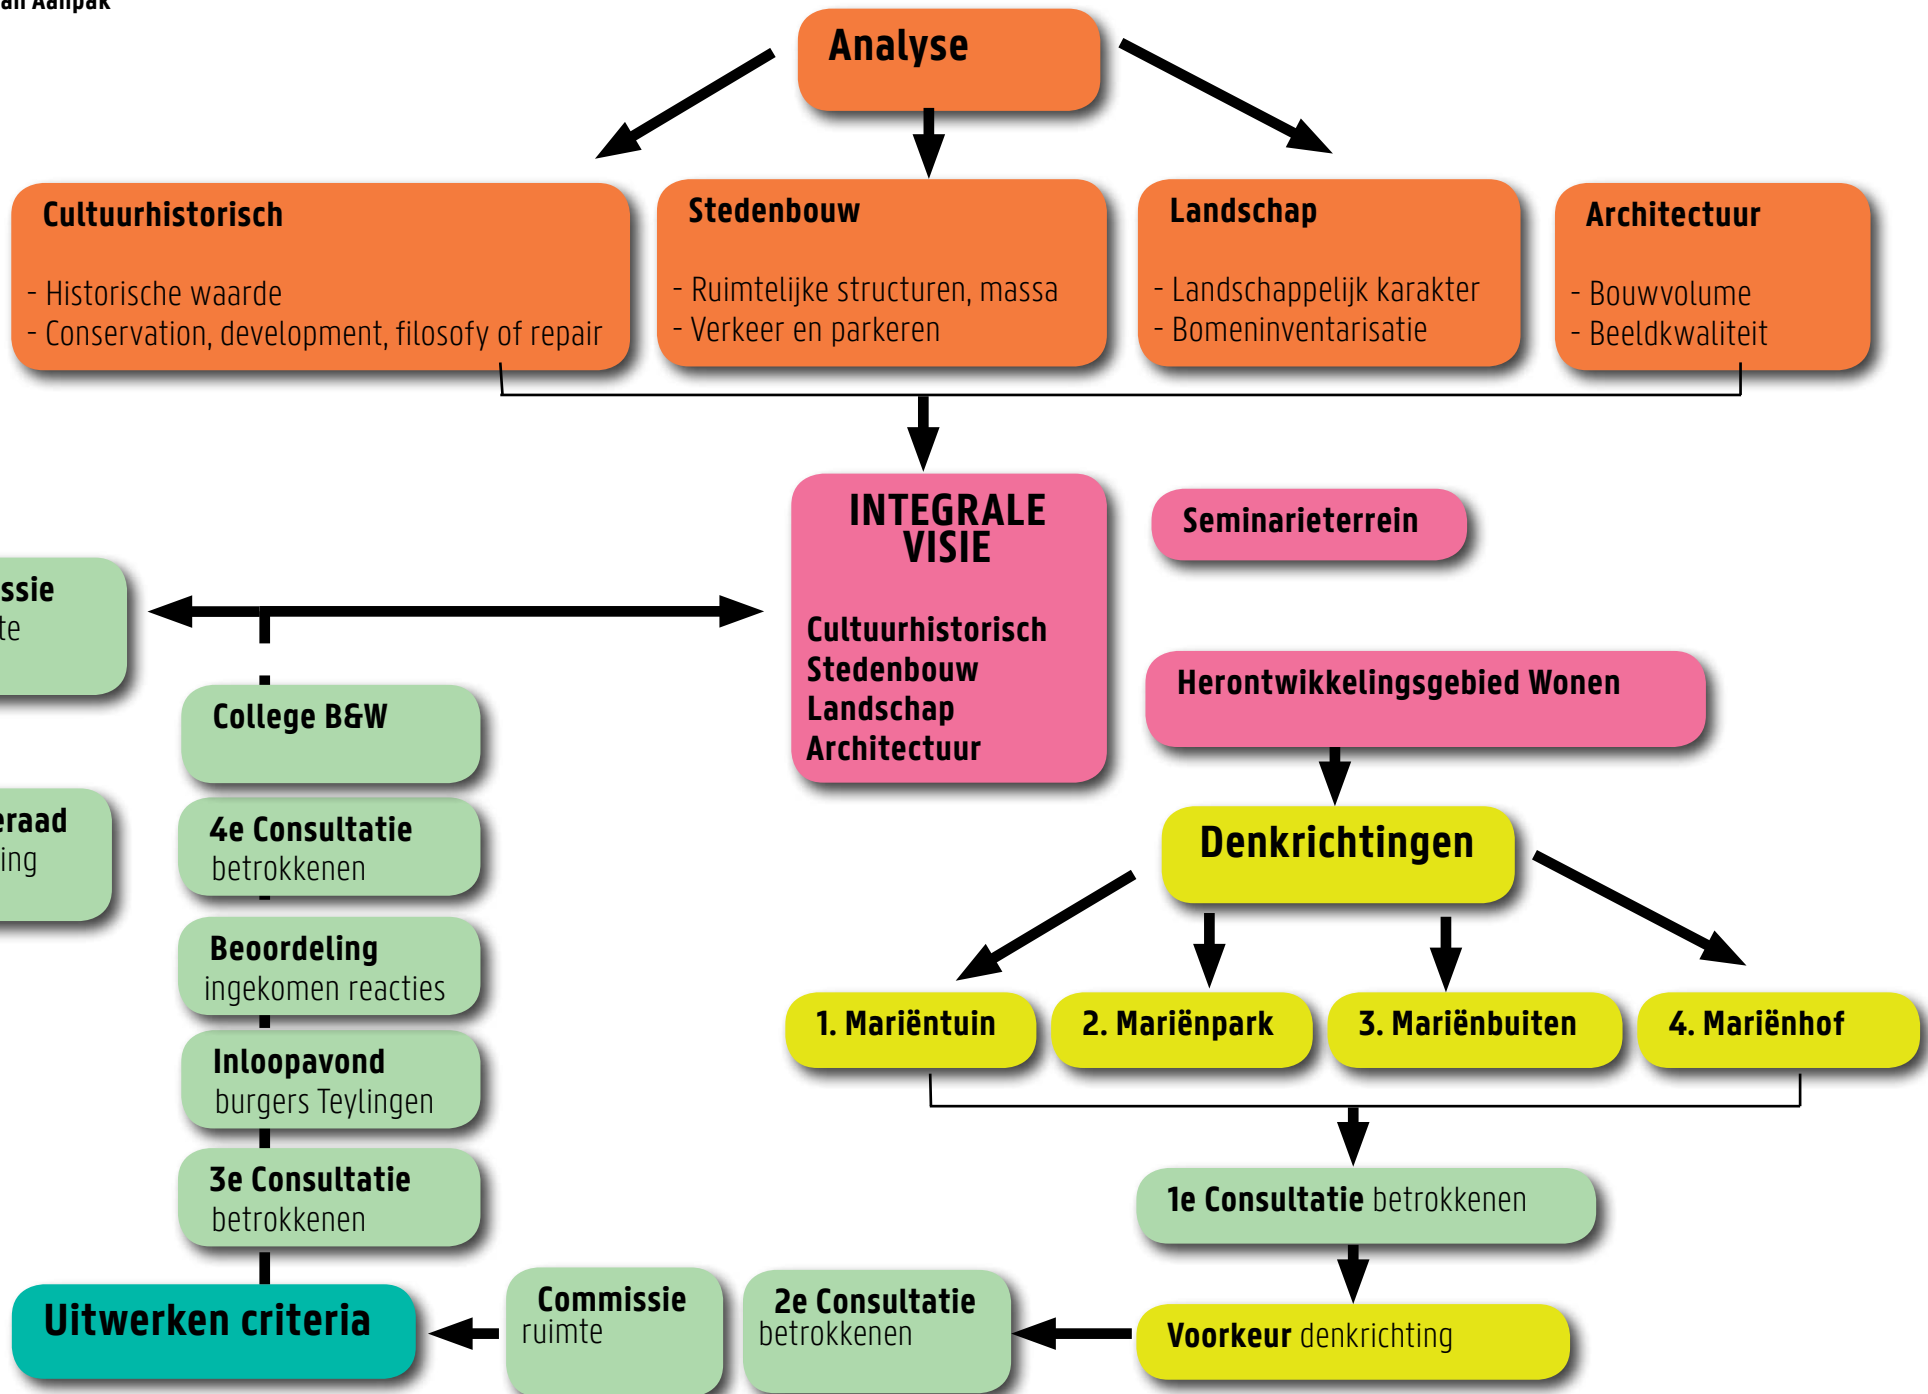 Aanpak
Analyse
Cultuurhistorisch
- Historische waarde
- Conservation, development, filosofy of repair
Stedenbouw
- Ruimtelijke structuren, massa
- Verkeer en parkeren
Landschap
- Landschappelijk karakter
- Bomeninventarisatie
Architectuur
- Bouwvolume
- Beeldkwaliteit
INTEGRALE
VISIE
Cultuurhistorisch
Stedenbouw
Landschap
Architectuur
Seminarieterrein
Herontwikkelingsgebied Wonen
Denkrichtingen
1. Mariëntuin
2. Mariënpark
3. Mariënbuiten
4. Mariënhof
1e Consultatie betrokkenen
Voorkeur denkrichting
2e Consultatie
betrokkenen
Commissie
ruimte
Uitwerken criteria
3e Consultatie
betrokkenen
Inloopavond
burgers Teylingen
Beoordeling
ingekomen reacties
4e Consultatie
betrokkenen
College B&W
ssie
te
eraad
ing